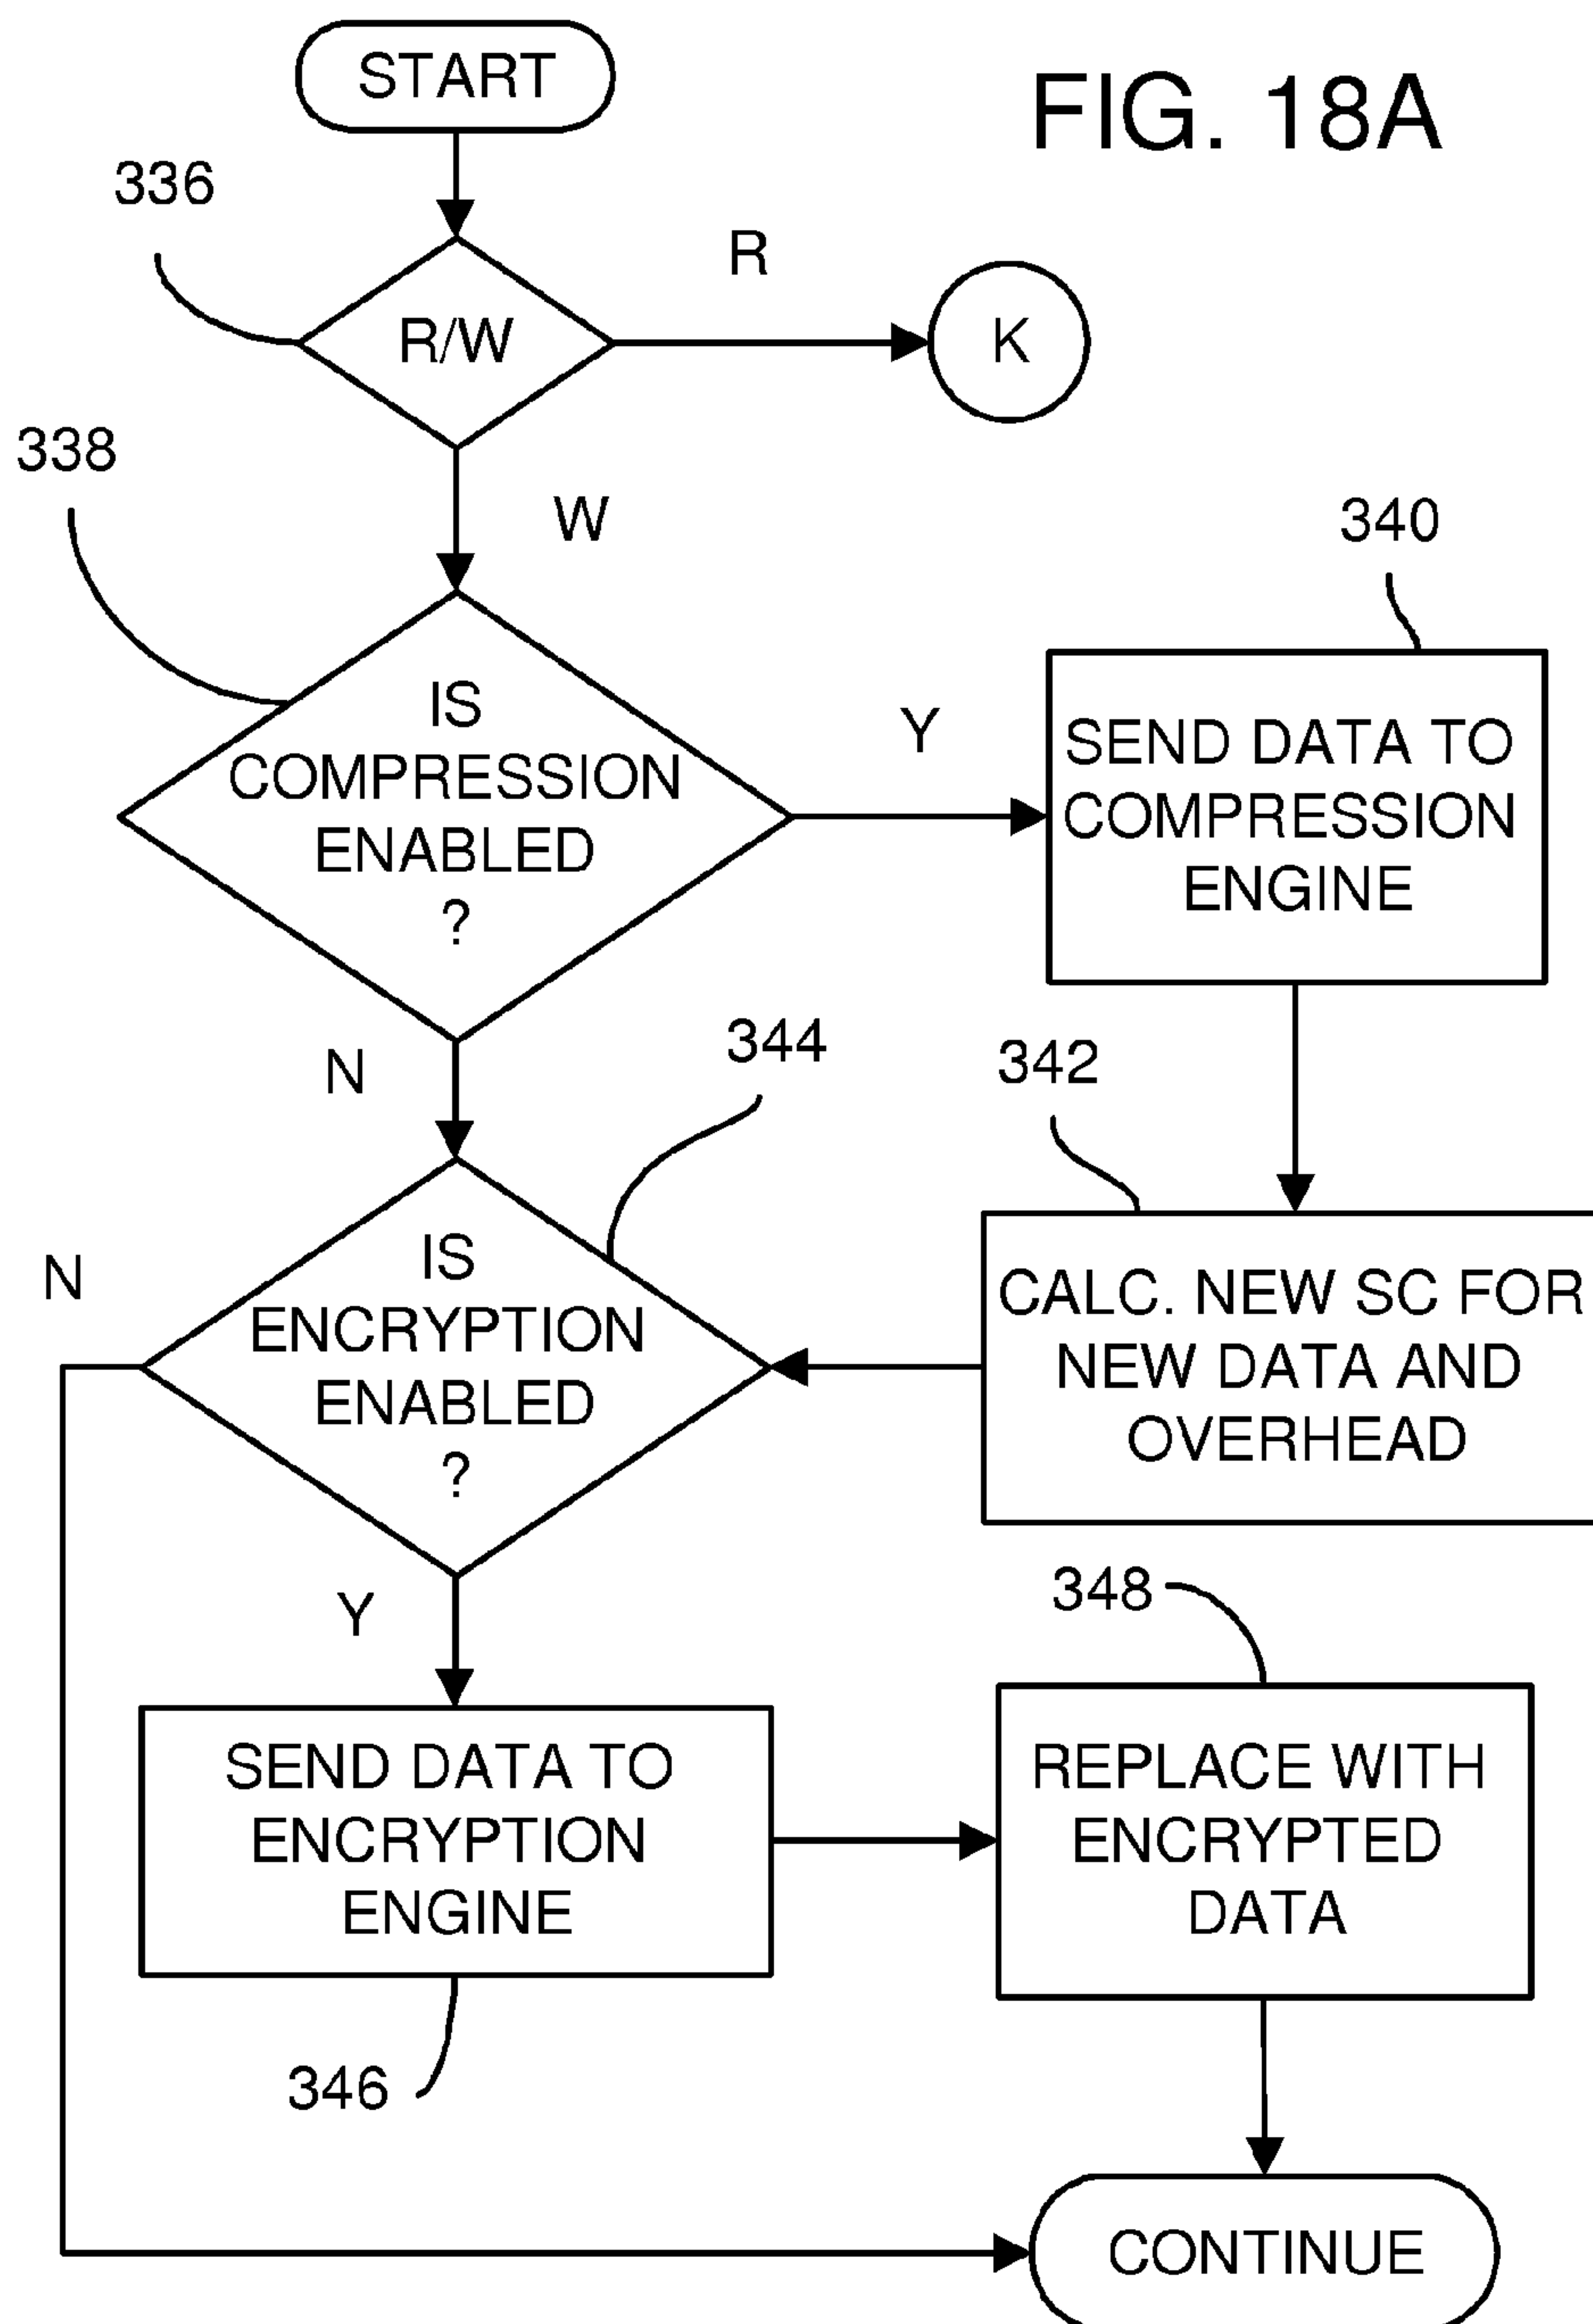 START
FIG. 18A
336
R
R/W
K
338
W
340
IS
COMPRESSION
ENABLED
?
Y
SEND DATA TO
COMPRESSION
ENGINE
N
344
342
N
IS
ENCRYPTION
ENABLED
?
CALC. NEW SC FOR
NEW DATA AND
OVERHEAD
Y
348
SEND DATA TO
ENCRYPTION
ENGINE
REPLACE WITH
ENCRYPTED
DATA
346
CONTINUE